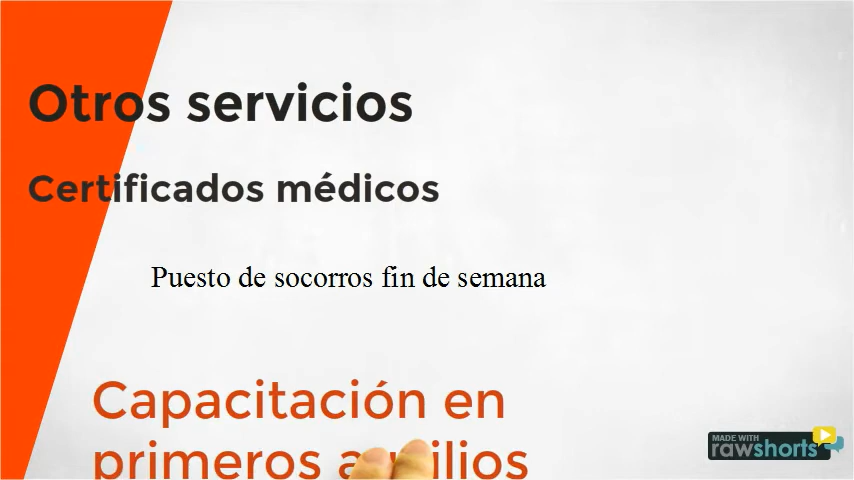 Otros servicios
Certificados médicos
Puesto de socorros fin de semana
Capacitación en
primeros
MADE WITH
rawshorts